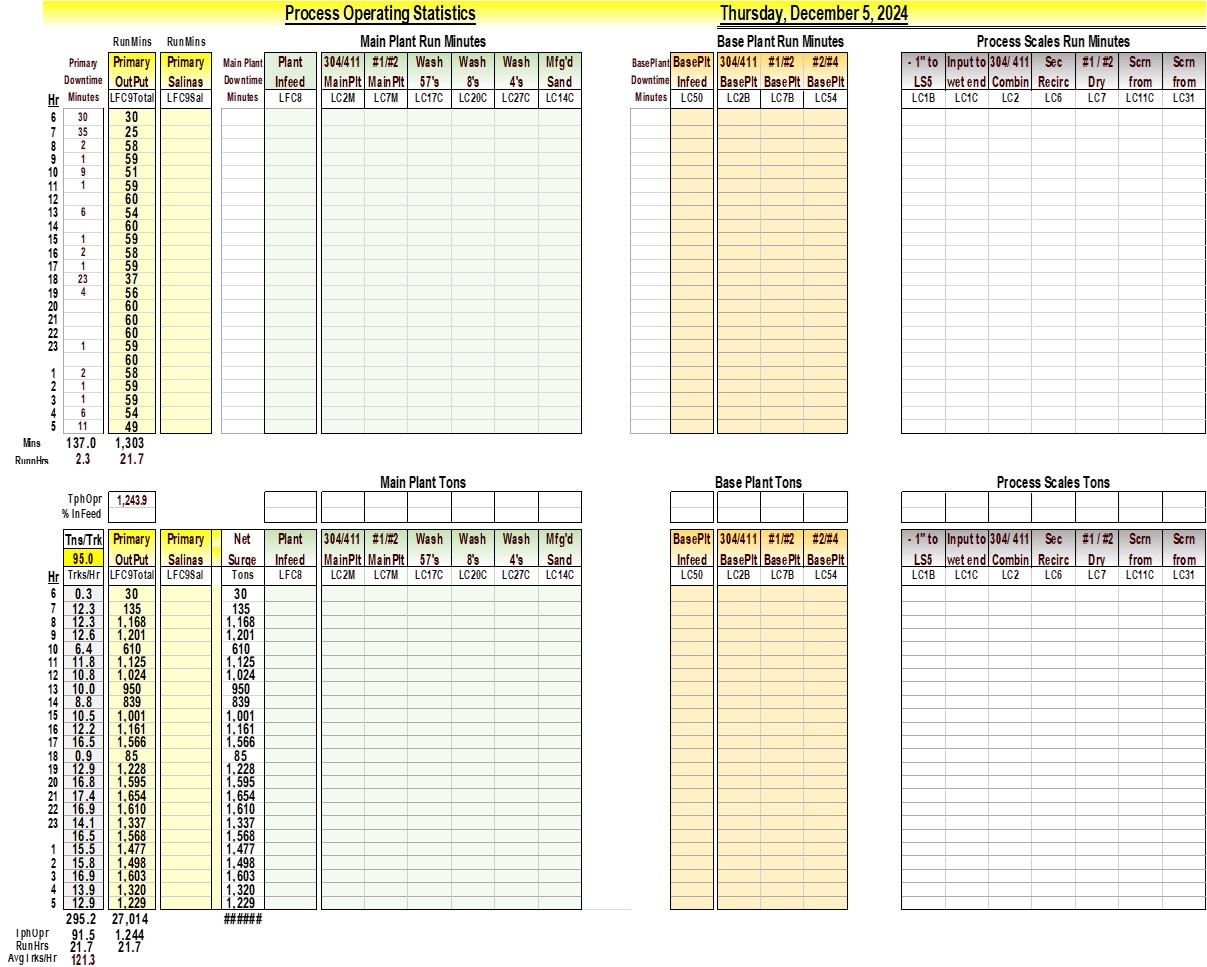 Process Operating Statistics Thursday, December 5, 2024
RunMins RunMins Main Plant Run Minutes Base Plant Run Minutes Process Scales Run Minutes
Primary Primary Primary Main Plant Plant 304/411 #1/#2 Wash Wash Wash Mfg'd BasePlant BasePlt 304/411 #1/#2 #2/#4 - 1" to Input to 304/ 411 Sec #1 / #2 Scrn Scrn
Downtime OutPut Salinas Downtime Infeed MainPlt MainPlt 57's 8's 4's Sand Downtime Infeed BasePlt BasePlt BasePlt LS5 wet end Combin Recirc Dry from from
Hr Minutes LFC9Total LFC9Sal Minutes LFC8 LC2M LC7M LC17C LC20C LC27C LC14C Minutes LC50 LC2B LC7B LC54 LC1B LC1C LC2 LC6 LC7 LC11C LC31
6 30 30
7 35 25
8 2 58
9 1 59
10 9 51
11 1 59
12 60
13 6 54
14 60
15 1 59
16 2 58
17 1 59
18 23 37
19 4 56
20 60
21 60
22 60
23 1 59
60
1 2 58
2 1 59
3 1 59
4 6 54
5 11 49
Mins 137.0 1,303
RunnHrs 2.3 21.7
Main Plant Tons Base Plant Tons Process Scales Tons
TphOpr 1,243.9
% InFeed
Tns/Trk Primary Primary Net Plant 304/411 #1/#2 Wash Wash Wash Mfg'd BasePlt 304/411 #1/#2 #2/#4 - 1" to Input to 304/ 411 Sec #1 / #2 Scrn Scrn
95.0 OutPut Salinas Surge Infeed MainPlt MainPlt 57's 8's 4's Sand Infeed BasePlt BasePlt BasePlt LS5 wet end Combin Recirc Dry from from
Hr Trks/Hr LFC9Total LFC9Sal Tons LFC8 LC2M LC7M LC17C LC20C LC27C LC14C LC50 LC2B LC7B LC54 LC1B LC1C LC2 LC6 LC7 LC11C LC31
6 0.3 30 30
7 12.3 135 135
8 12.3 1,168 1,168
9 12.6 1,201 1,201
10 6.4 610 610
11 11.8 1,125 1,125
12 10.8 1,024 1,024
13 10.0 950 950
14 8.8 839 839
15 10.5 1,001 1,001
16 12.2 1,161 1,161
17 16.5 1,566 1,566
18 0.9 85 85
19 12.9 1,228 1,228
20 16.8 1,595 1,595
21 17.4 1,654 1,654
22 16.9 1,610 1,610
23 14.1 1,337 1,337
16.5 1,568 1,568
1 15.5 1,477 1,477
2 15.8 1,498 1,498
3 16.9 1,603 1,603
4 13.9 1,320 1,320
5 12.9 1,229 1,229
295.2 27,014 ######
TphOpr 91.5 1,244
RunHrs 21.7 21.7
AvgTrks/Hr 121.3